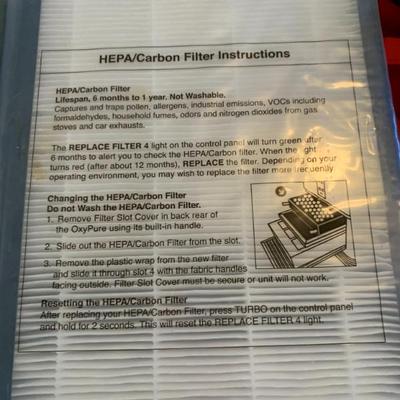 HEPA/Carbon Filter Instructions
HEPA/Carbon Filter
Lifespan, 6 months to 1 year. Not Washable.
Captures and traps pollen, allergens, industrial emissions, VOCs including
formaldehydes, household fumes, odors and nitrogen dioxides from gas
stoves and car exhausts.
The REPLACE FILTER 4 light on the control panel will turn green after
6 months to alert you to check the HEPA/Carbon filter. When the light
turns red (after about 12 months), REPLACE the filter. Depending on your
operating environment, you may wish to replace the filter more frequently
Changing the HEPA/Carbon Filter
Do not Wash the HEPA/Carbon Filter.
1. Remove Filter Slot Cover in back rear of
the OxyPure using its built-in handle.
2. Slide out the HEPA/Carbon Filter from the slot.
3. Remove the plastic wrap from the new filter
and slide it through slot 4 with the fabric handles
facing outside. Filter Slot Cover must be secure or unit will not work.
Resetting the HEPA/Carbon Filter
After replacing your HEPA/Carbon Filter, press TURBO on the control panel
and hold for 2 seconds. This will reset the REPLACE FILTER 4 light.